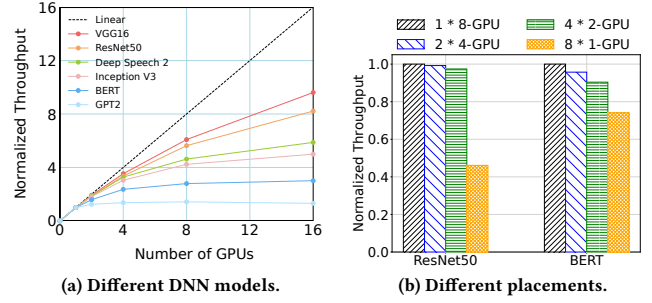 Normalized Throughput
16
12
8
4
0
Linear
VGG16
ResNet50
Deep Speech 2
Inception V3
BERT
GPT2
0 4 8 12 16
Number of GPUs
(a) Different DNN models.
1 * 8-GPU 4 * 2-GPU
2 * 4-GPU 8 * 1-GPU
Normalized Throughput
1.0
0.8
0.6
0.4
0.2
0.0
ResNet50 BERT
(b) Different placements.